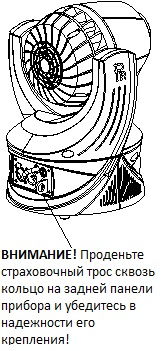 ВНИМАНИЕ! Проденьте
страховочный трос сквозь
кольцо на задней панели
прибора и убедитесь в
надежности его
крепления!